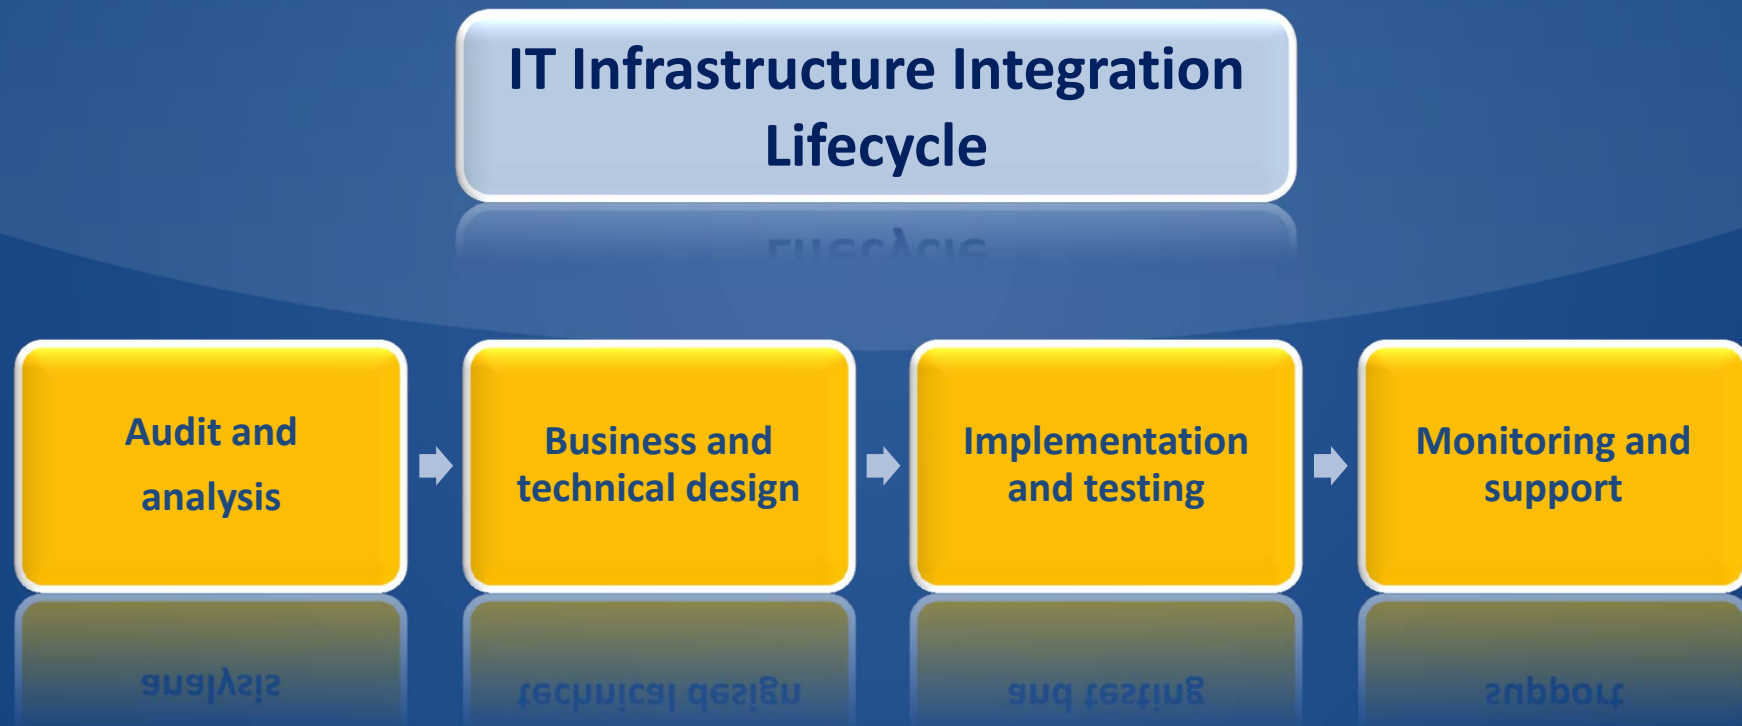 IT Infrastructure Integration
Lifecycle
Audit and
analysis
Business and
technical design
Implementation
and testing
Monitoring and
support